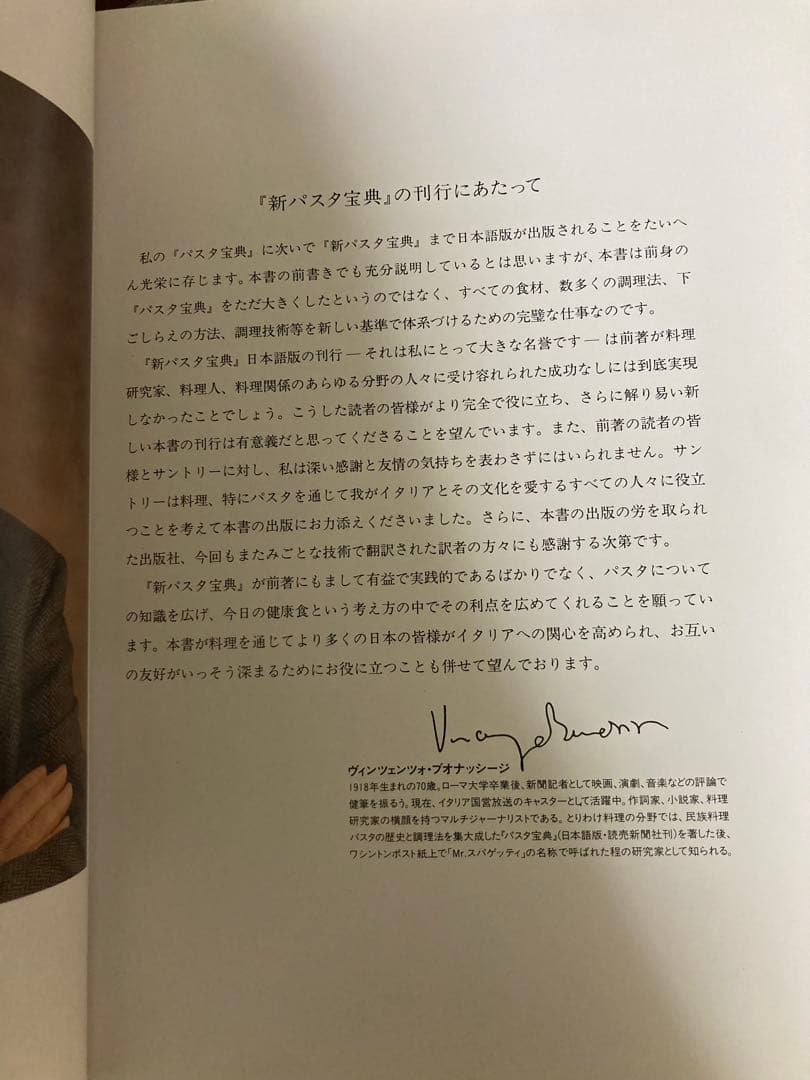 『新パスタ宝典』の刊行にあたって
私の『パスタ宝典』に次いで『新パスタ宝典』まで日本語版が出版されることをたいへ
ん光栄に存じます。本書の前書きでも充分説明しているとは思いますが、本書は前身の
『パスタ宝典』をただ大きくしたというのではなく、すべての食材、数多くの調理法、下
ごしらえの方法、調理技術等を新しい基準で体系づけるための完璧な仕事なのです。
『新パスタ宝典』日本語版の刊行 ― それは私にとって大きな名誉です ― は前著が料理
研究家、料理人、料理関係のあらゆる分野の人々に受け容れられた成功なしには到底実現
しなかったことでしょう。こうした読者の皆様がより完全で役に立ち、さらに解り易い新
しい本書の刊行は有意義だと思ってくださることを望んでいます。また、前著の読者の皆
様とサントリーに対し、私は深い感謝と友情の気持ちを表わさずにはいられません。サン
トリーは料理、特にパスタを通じて我がイタリアとその文化を愛するすべての人々に役立
つことを考えて本書の出版にお力添えくださいました。さらに、本書の出版の労を取られ
た出版社、今回もまたみごとな技術で翻訳された訳者の方々にも感謝する次第です。
『新パスタ宝典』が前著にもまして有益で実践的であるばかりでなく、パスタについて
の知識を広げ、今日の健康食という考え方の中でその利点を広めてくれることを願ってい
ます。本書が料理を通じてより多くの日本の皆様がイタリアへの関心を高められ、お互い
の友好がいっそう深まるためにお役に立つことも併せて望んでおります。
ヴィンツェンツォ・ブオナッシージ
1918年生まれの70歳。ローマ大学卒業後、新聞記者として映画、演劇、音楽などの評論で
健筆を振るう。現在、イタリア国営放送のキャスターとして活躍中。作詞家、小説家、料理
研究家の横顔を持つマルチジャーナリストである。とりわけ料理の分野では、民族料理
パスタの歴史と調理法を集大成した『パスタ宝典』(日本語版・読売新聞社刊)を著した後、
ワシントンポスト紙上で「Mr.スパゲッティ」の名称で呼ばれた程の研究家として知られる。